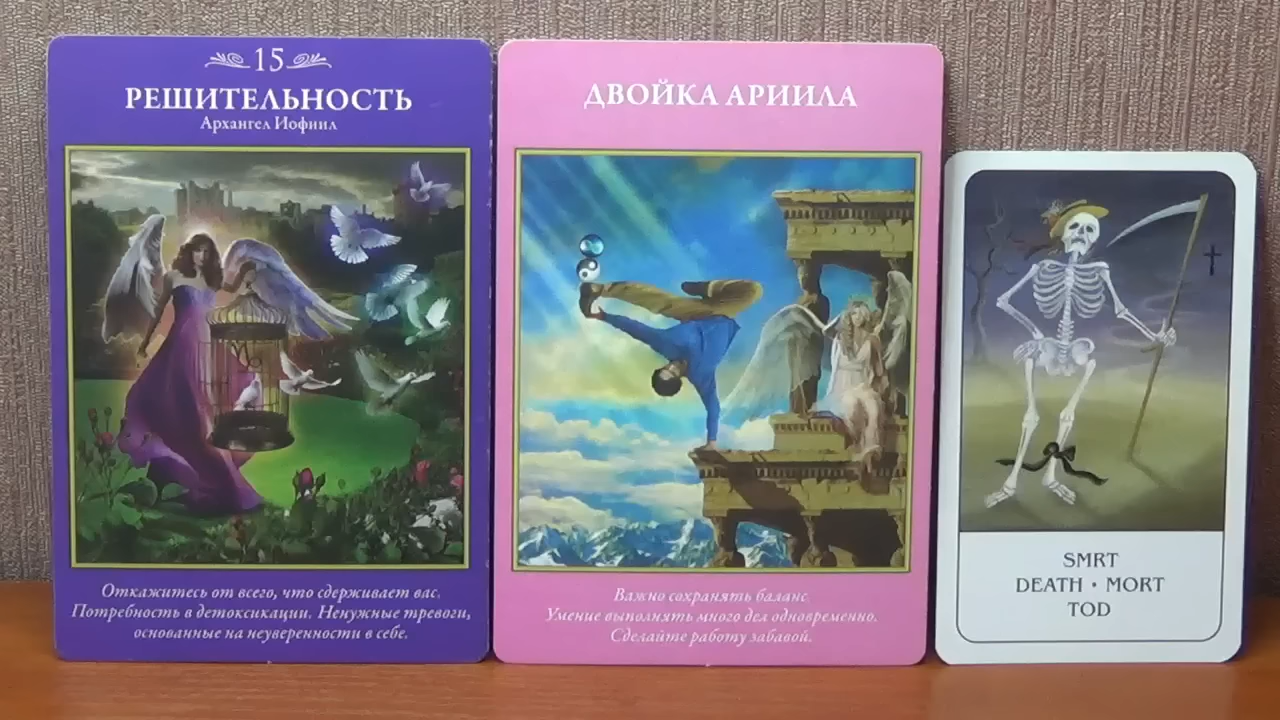 15
РЕШИТЕЛЬНОСТЬ
Архангел Иофиил
Откажитесь от всего, что сдерживает вас.
Потребность в детоксикации. Ненужные тревоги,
основанные на неуверенности в себе.
ДВОЙКА АРИИЛА
Важно сохранять баланс.
Умение выполнять много дел одновременно.
Сделайте работу забавой.
SMRT
DEATH • MORT
TOD